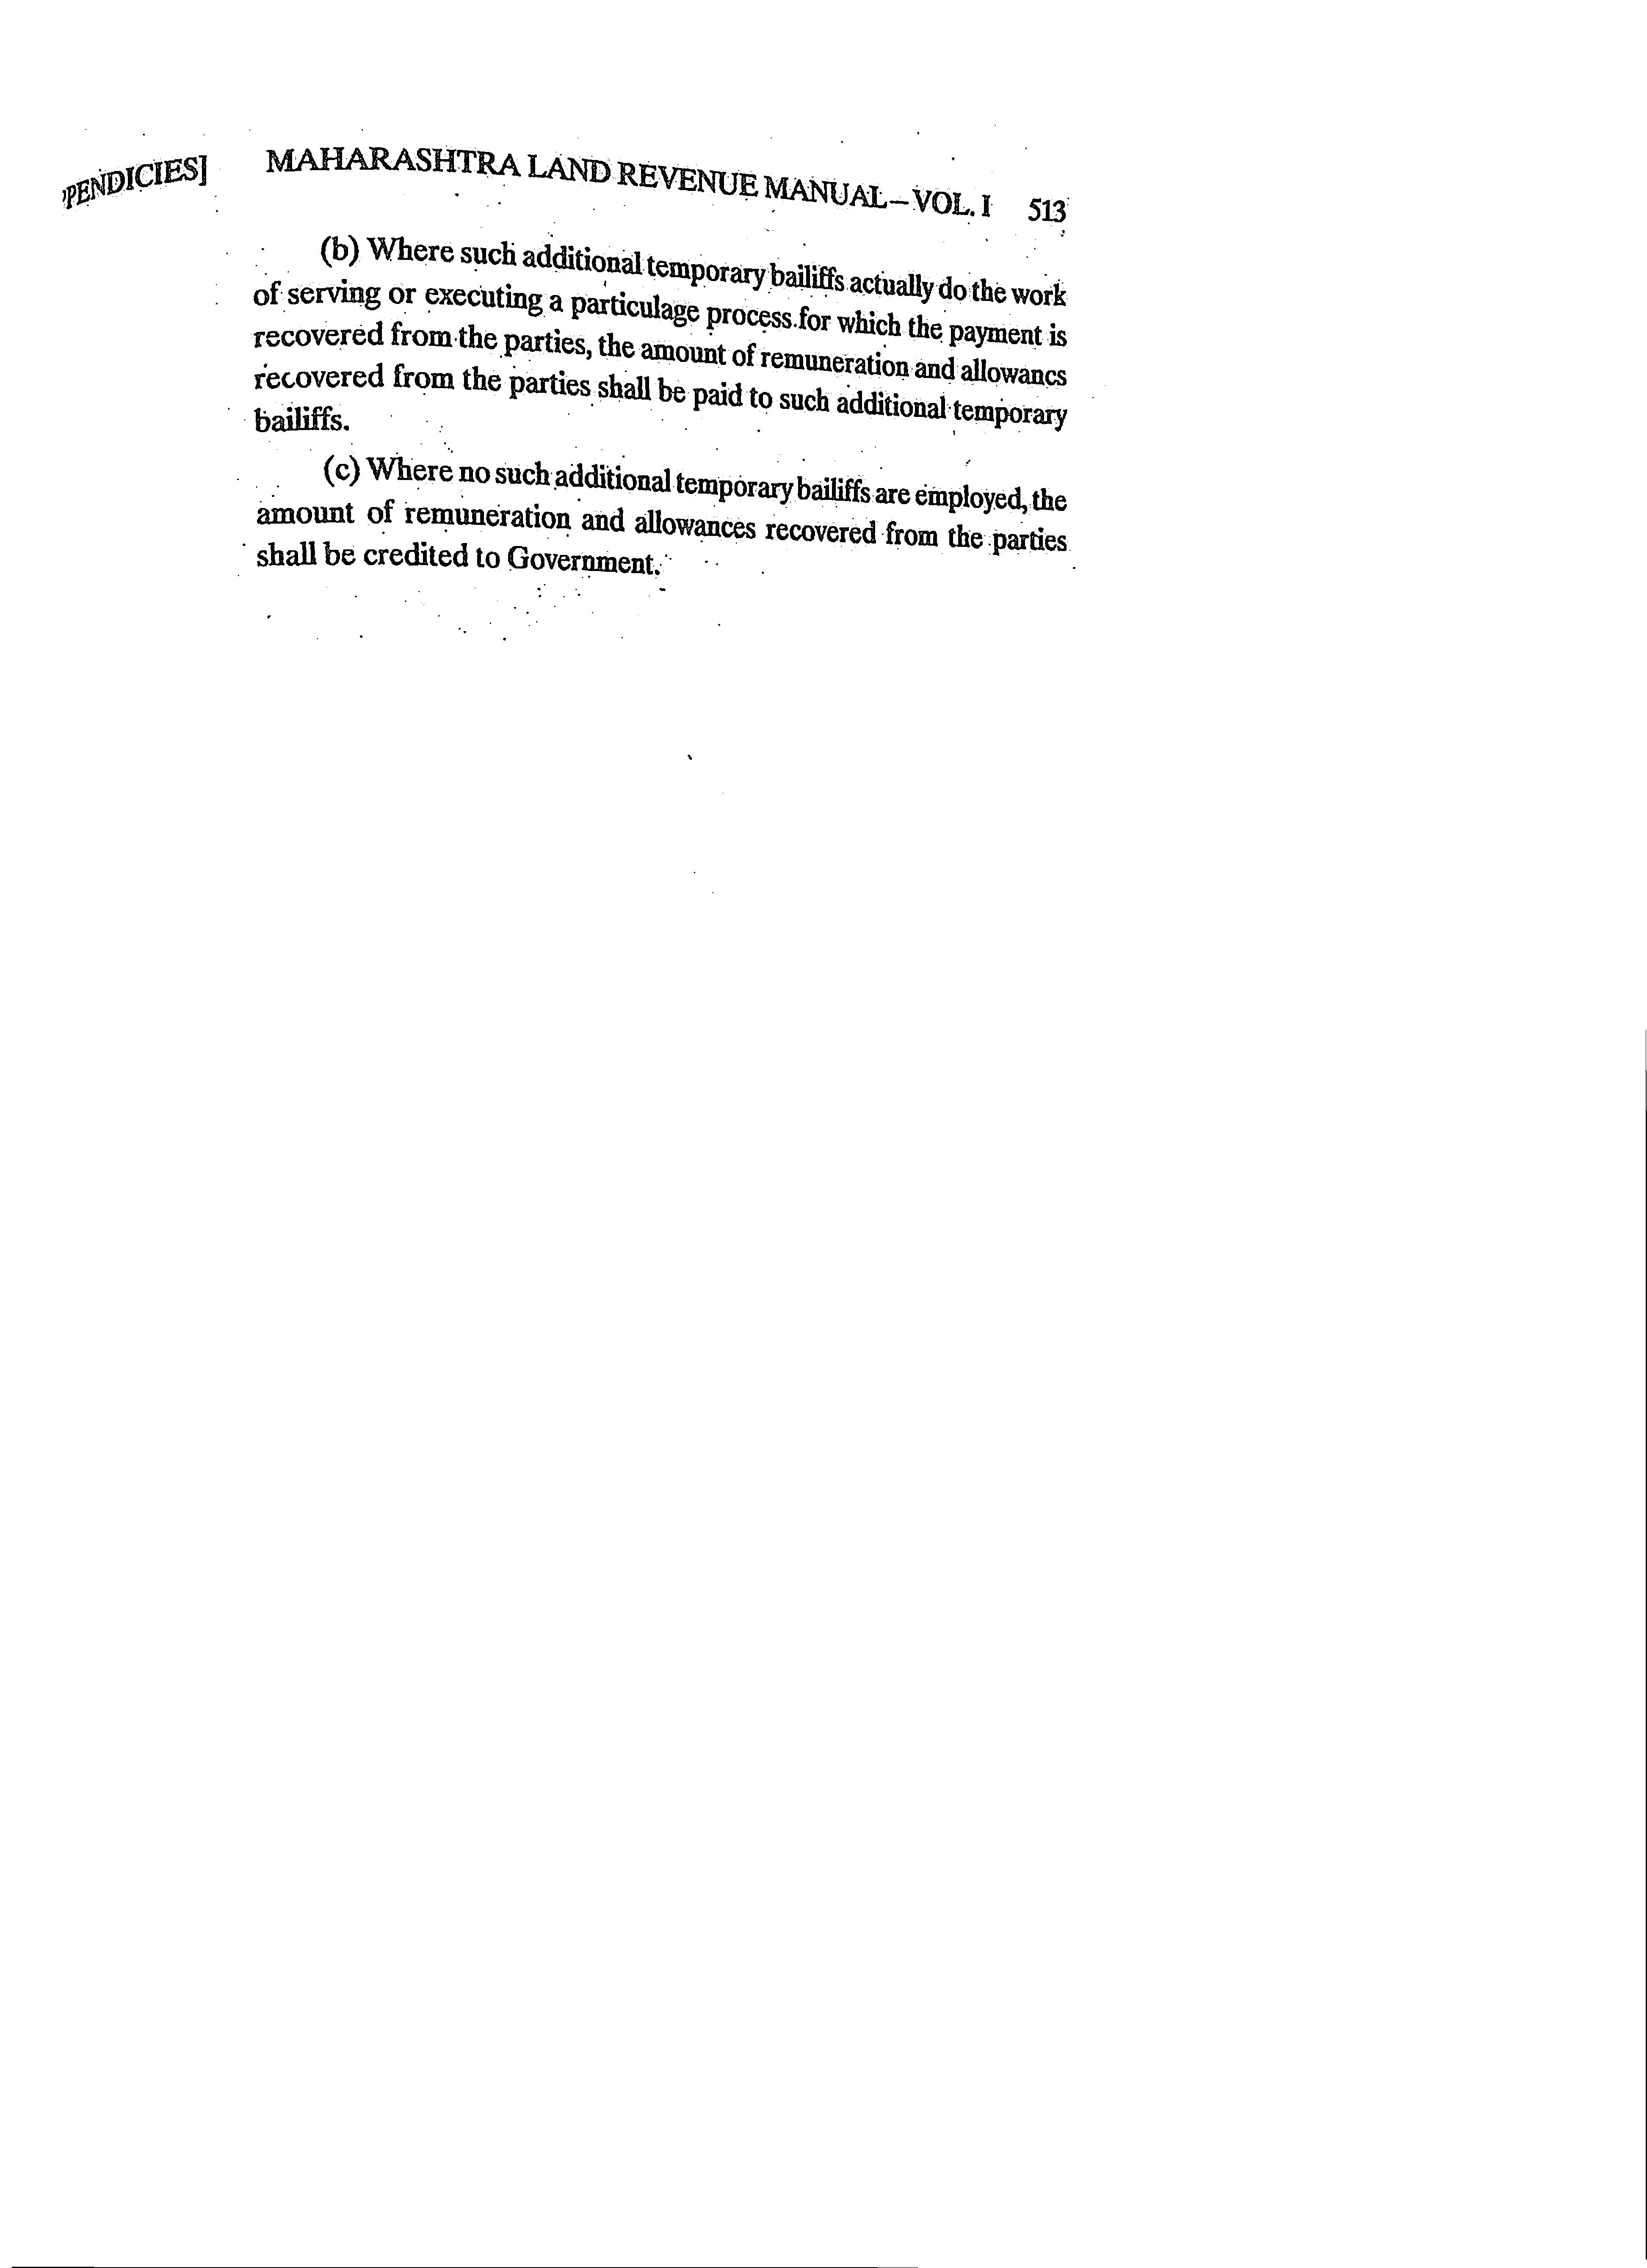 PPENDICIES] MAHARASHTRA LAND REVENUE MANUAL–VOL. I 513
(b) Where such additional temporary bailiffs actually do the work
of serving or executing a particulage process for which the payment is
recovered from the parties, the amount of remuneration and allowancs
recovered from the parties shall be paid to such additional temporary
bailiffs.
(c) Where no such additional temporary bailiffs are employed, the
amount of remuneration and allowances recovered from the parties
shall be credited to Government.